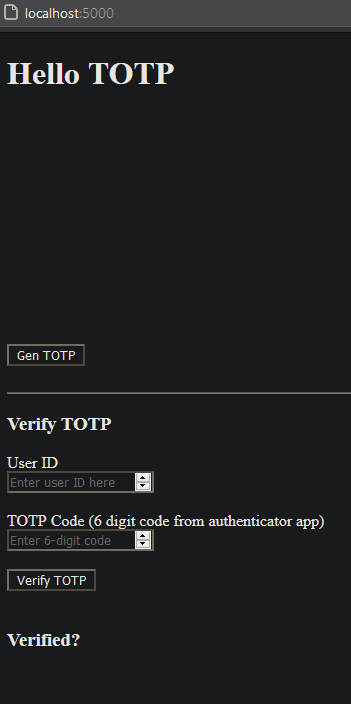 localhost:5000
Hello TOTP
Gen TOTP
Verify TOTP
User ID
Enter user ID here
TOTP Code (6 digit code from authenticator app)
Enter 6-digit code
Verify TOTP
Verified?